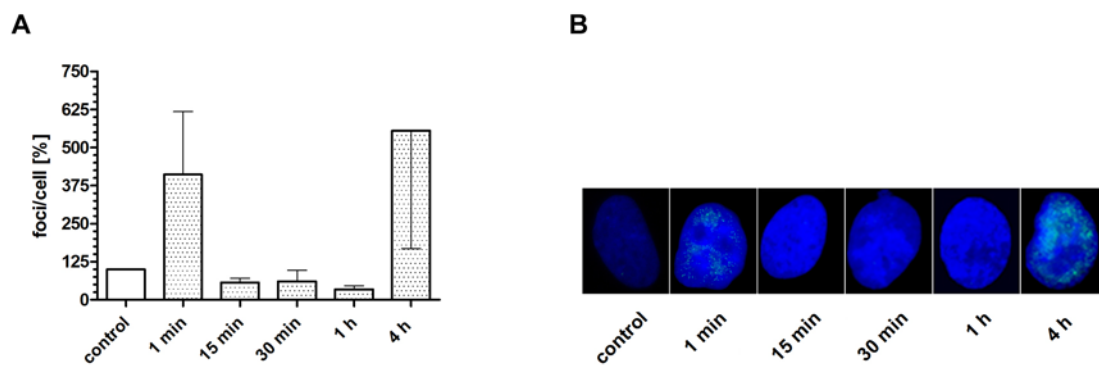 A
B
foci/cell [%]
750
625
500
375
250
125
0
control
1 min
15 min
30 min
1 h
4 h
control
1 min
15 min
30 min
1 h
4 h